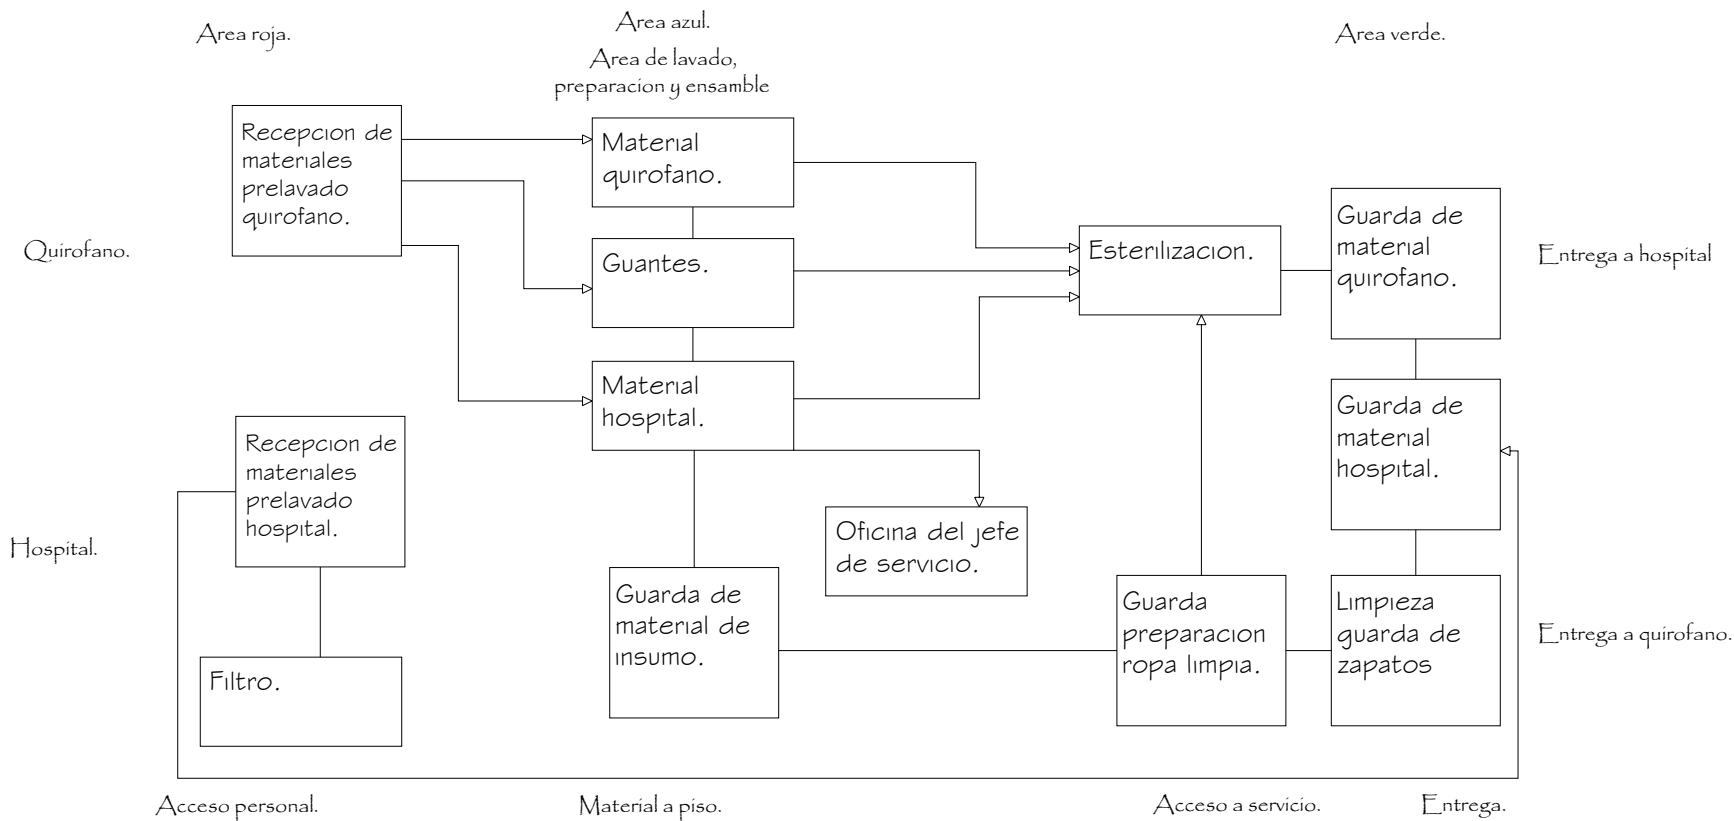 Area roja.
Area azul.
Area de lavado,
preparacion y ensamble
Area verde.
Recepcion de
materiales
prelavado
quirofano.
Material
quirofano.
Quirofano.
Guantes.
Esterilizacion.
Guarda de
material
quirofano.
Entrega a hospital
Material
hospital.
Guarda de
material
hospital.
Recepcion de
materiales
prelavado
hospital.
Hospital.
Oficina del jefe
de servicio.
Guarda de
material de
insumo.
Guarda
preparacion
ropa limpia.
Limpieza
guarda de
zapatos
Entrega a quirofano.
Filtro.
Acceso personal.
Material a piso.
Acceso a servicio.
Entrega.